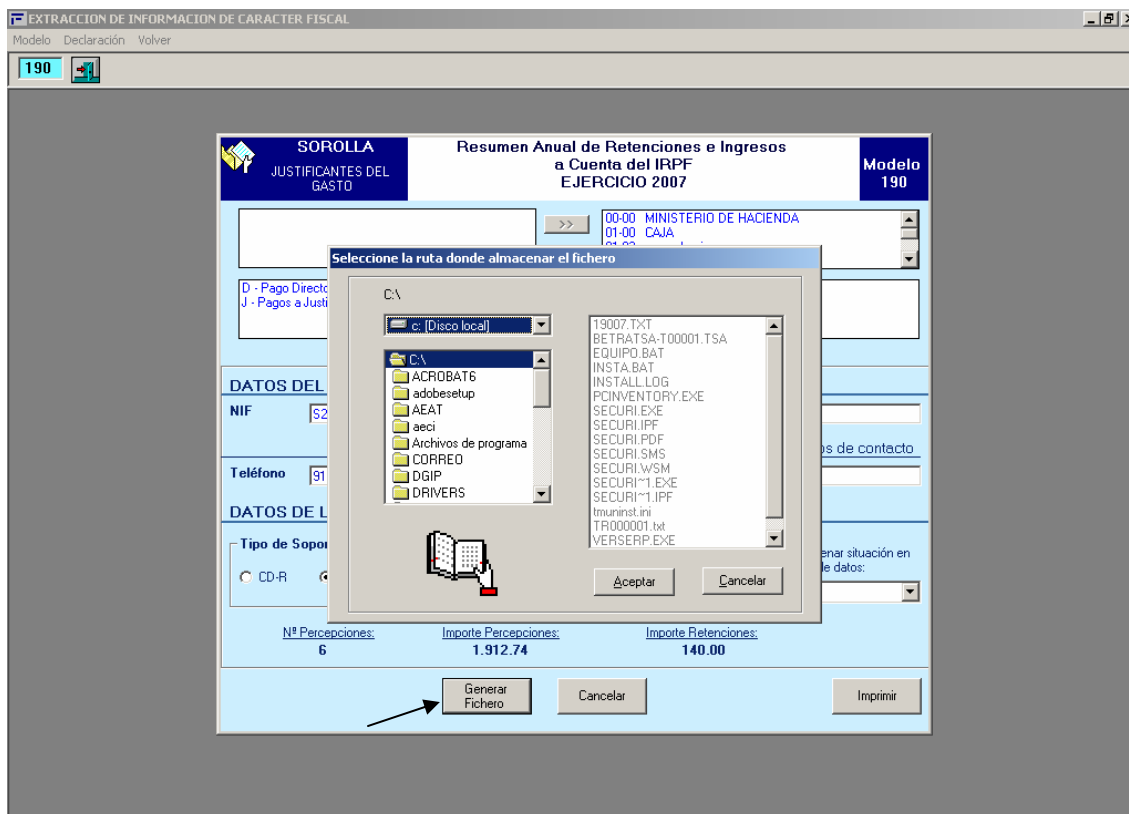 EXTRACCION DE INFORMACION DE CARACTER FISCAL
Modelo Declaración Volver
190
SOROLLA
JUSTIFICANTES DEL
GASTO
Resumen Anual de Retenciones e Ingresos
a Cuenta del IRPF
EJERCICIO 2007
Modelo
190
>>
00-00 MINISTERIO DE HACIENDA
01-00 CAJA
D - Pago Directo
J - Pagos a Justi
Seleccione la ruta donde almacenar el fichero
C:\
c: [Disco local]
C:\
ACROBAT6
adobesetup
AEAT
aeci
Archivos de programa
CORREO
DGIP
DRIVERS
19007.TXT
BETRATSA-T00001.TSA
EQUIPO.BAT
INSTA.BAT
INSTALL.LOG
PCINVENTORY.EXE
SECURI.EXE
SECURI.IPF
SECURI.PDF
SECURI.SMS
SECURI.WSM
SECURI~1.EXE
SECURI~1.IPF
tmuninst.ini
TR000001.txt
VERSERP.EXE
Aceptar
Cancelar
DATOS DEL
NIF
S2
os de contacto
Teléfono
91
DATOS DE L
Tipo de Sopor
CD-R
enar situación en
de datos:
Nº Percepciones:
6
Importe Percepciones:
1.912.74
Importe Retenciones:
140.00
Generar
Fichero
Cancelar
Imprimir